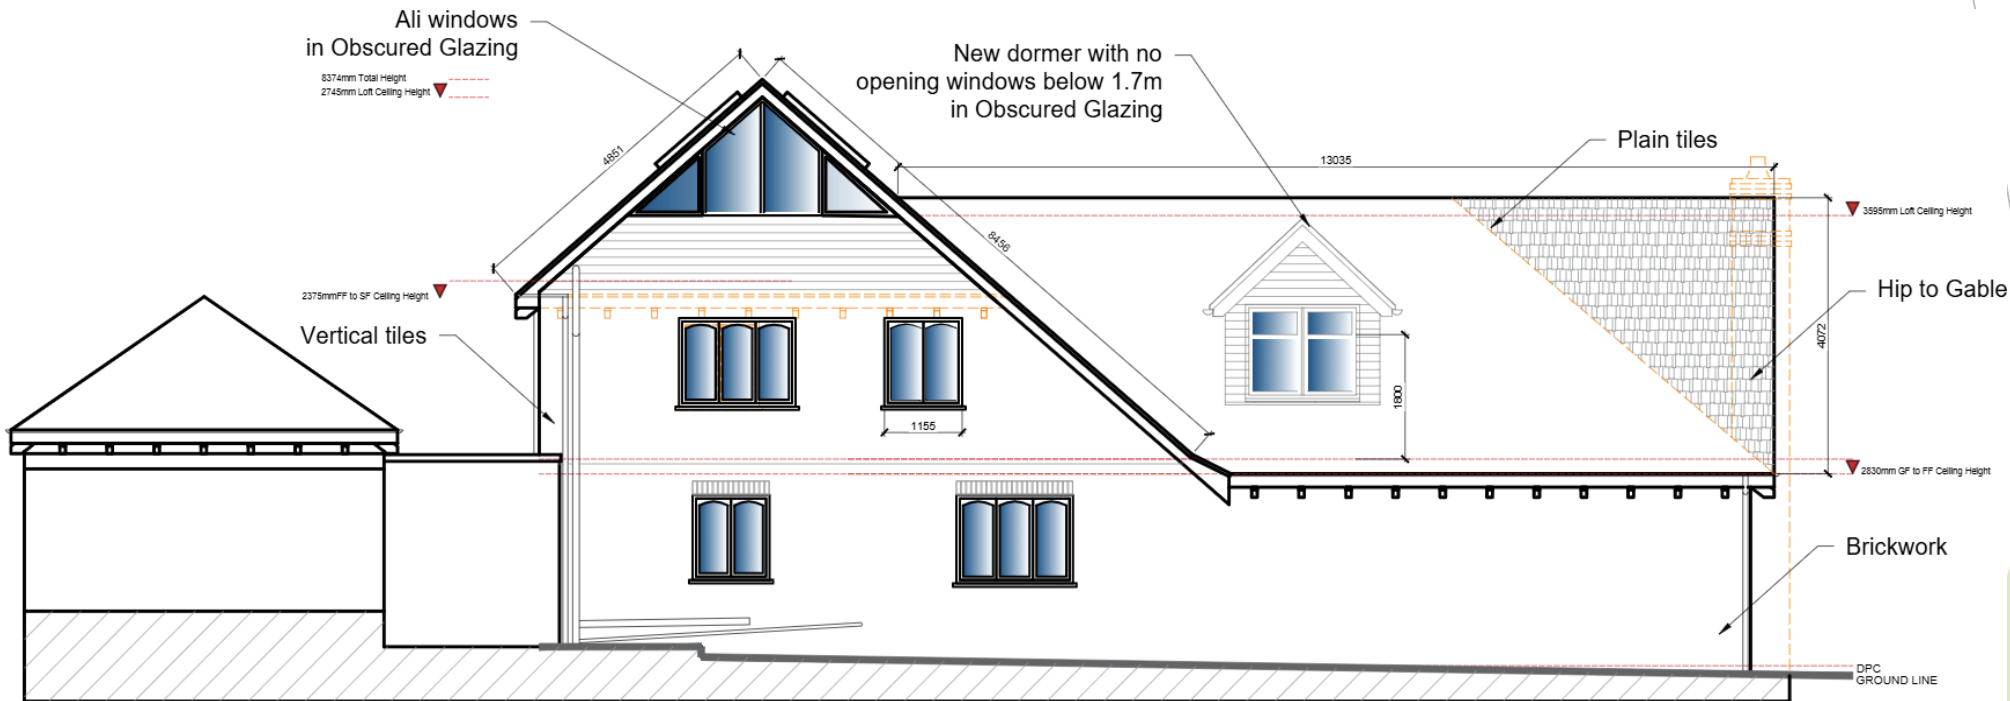 Ali windows
in Obscured Glazing
8374mm Total Height
2745mm Loft Ceiling Height
New dormer with no
opening windows below 1.7m
in Obscured Glazing
Plain tiles
4851
13035
8456
3595mm Loft Ceiling Height
2375mmFF to SF Ceiling Height
Hip to Gable
Vertical tiles
4072
1800
1155
2830mm GF to FF Ceiling Height
Brickwork
DPC
GROUND LINE